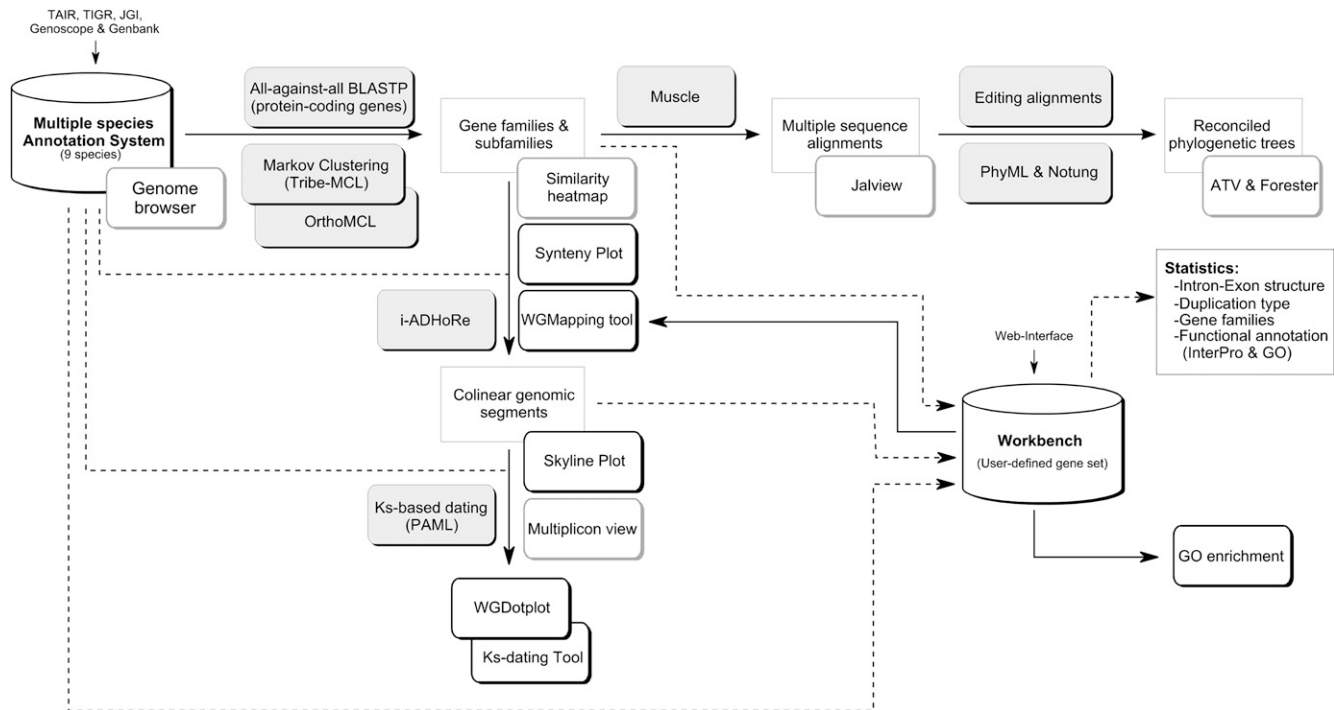 TAIR, TIGR, JGI,
Genoscope & Genbank
Multiple species
Annotation System
(9 species)
Genome
browser
All-against-all BLASTP
(protein-coding genes)
Markov Clustering
(Tribe-MCL)
OrthoMCL
Gene families &
subfamilies
Similarity
heatmap
Synteny Plot
WGMapping tool
i-ADHoRe
Muscle
Multiple sequence
alignments
Jalview
Editing alignments
PhyML & Notung
Reconciled
phylogenetic trees
ATV & Forester
Statistics:
-Intron-Exon structure
-Duplication type
-Gene families
-Functional annotation
(InterPro & GO)
Web-Interface
Workbench
(User-defined gene set)
GO enrichment
Colinear genomic
segments
Skyline Plot
Multiplicon view
Ks-based dating
(PAML)
WGDotplot
Ks-dating Tool